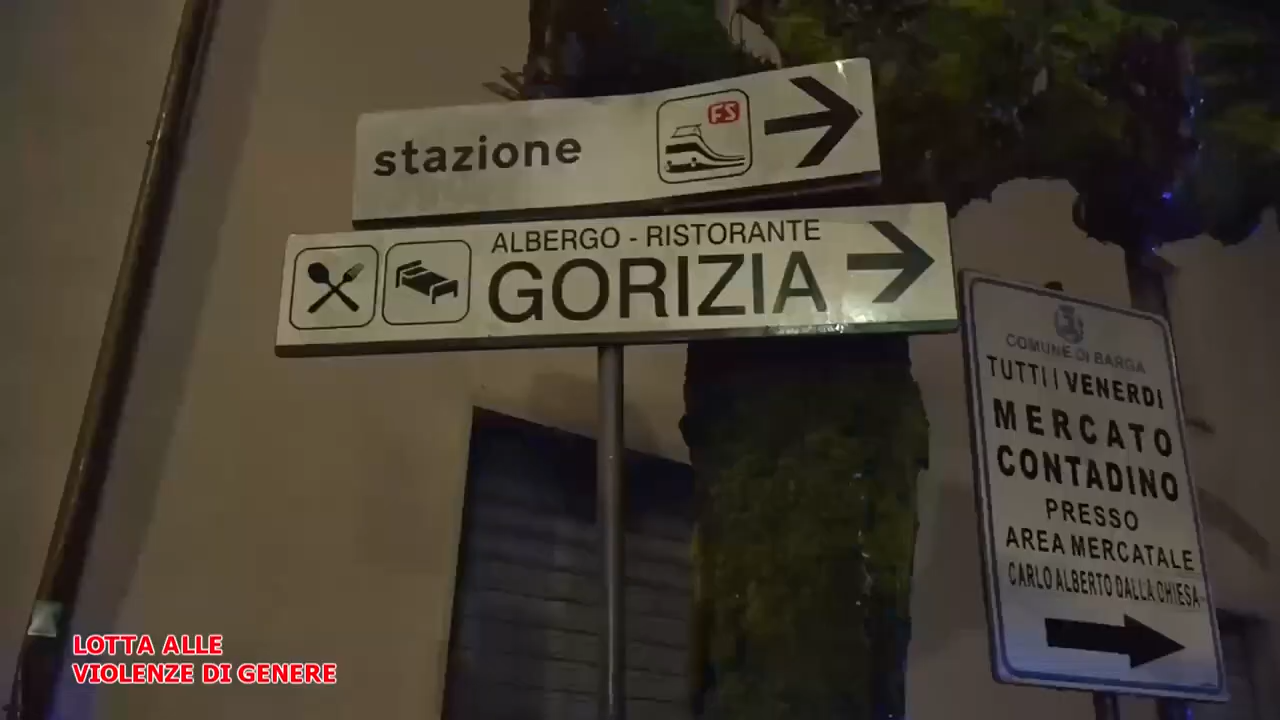 stazione
FS
ALBERGO - RISTORANTE
GORIZIA
COMUNE DI BARGA
TUTTI I VENERDI
MERCATO
CONTADINO
PRESSO
AREA MERCATALE
CARLO ALBERTO DALLA CHIESA
LOTTA ALLE
VIOLENZE DI GENERE